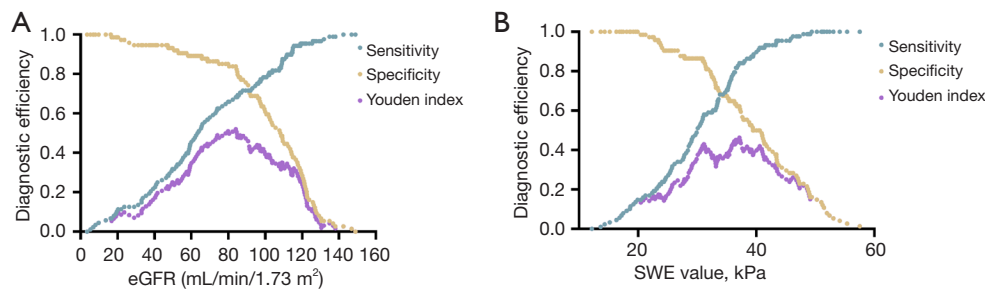 A
Diagnostic efficiency
1.0
0.8
0.6
0.4
0.2
0.0
0 20 40 60 80 100 120 140 160
eGFR (mL/min/1.73 m²)
Sensitivity
Specificity
Youden index
B
Diagnostic efficiency
1.0
0.8
0.6
0.4
0.2
0.0
20 40 60
SWE value, kPa
Sensitivity
Specificity
Youden index